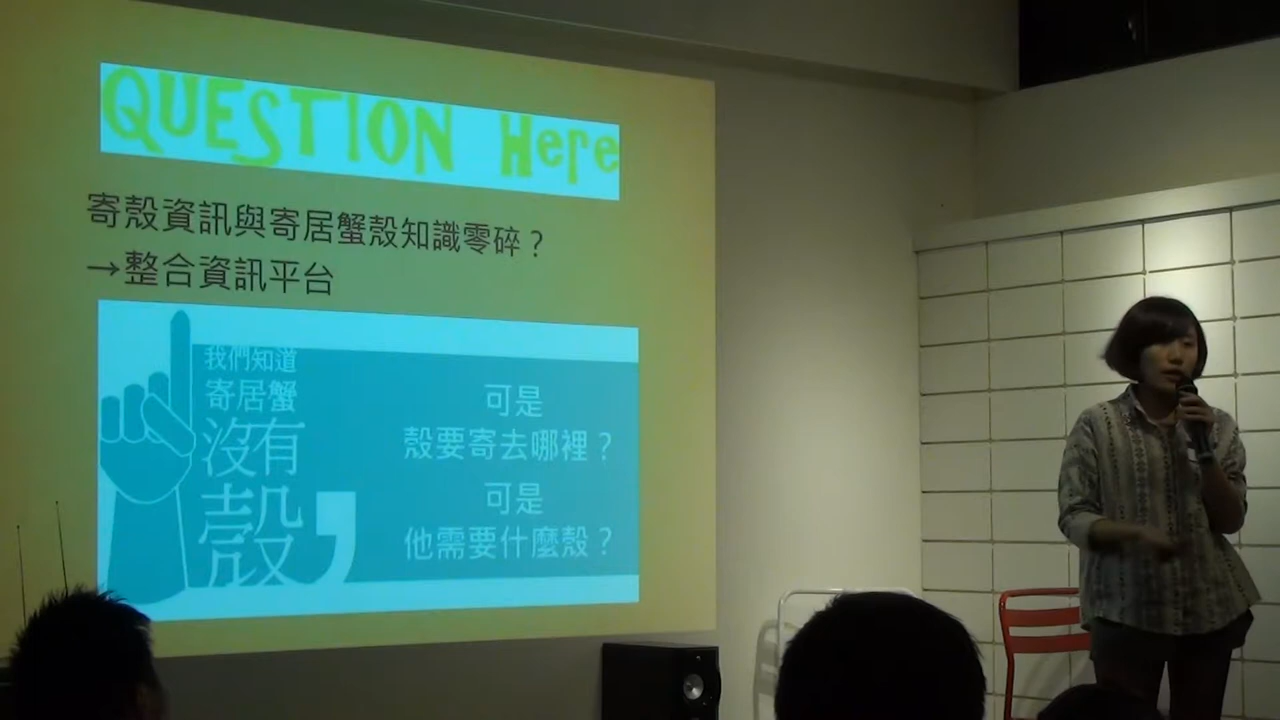 QUESTION Here
寄殼資訊與寄居蟹殼知識零碎？
→整合資訊平台
我們知道
寄居蟹
沒有
殼，
可是
殼要寄去哪裡？
可是
他需要什麼殼？